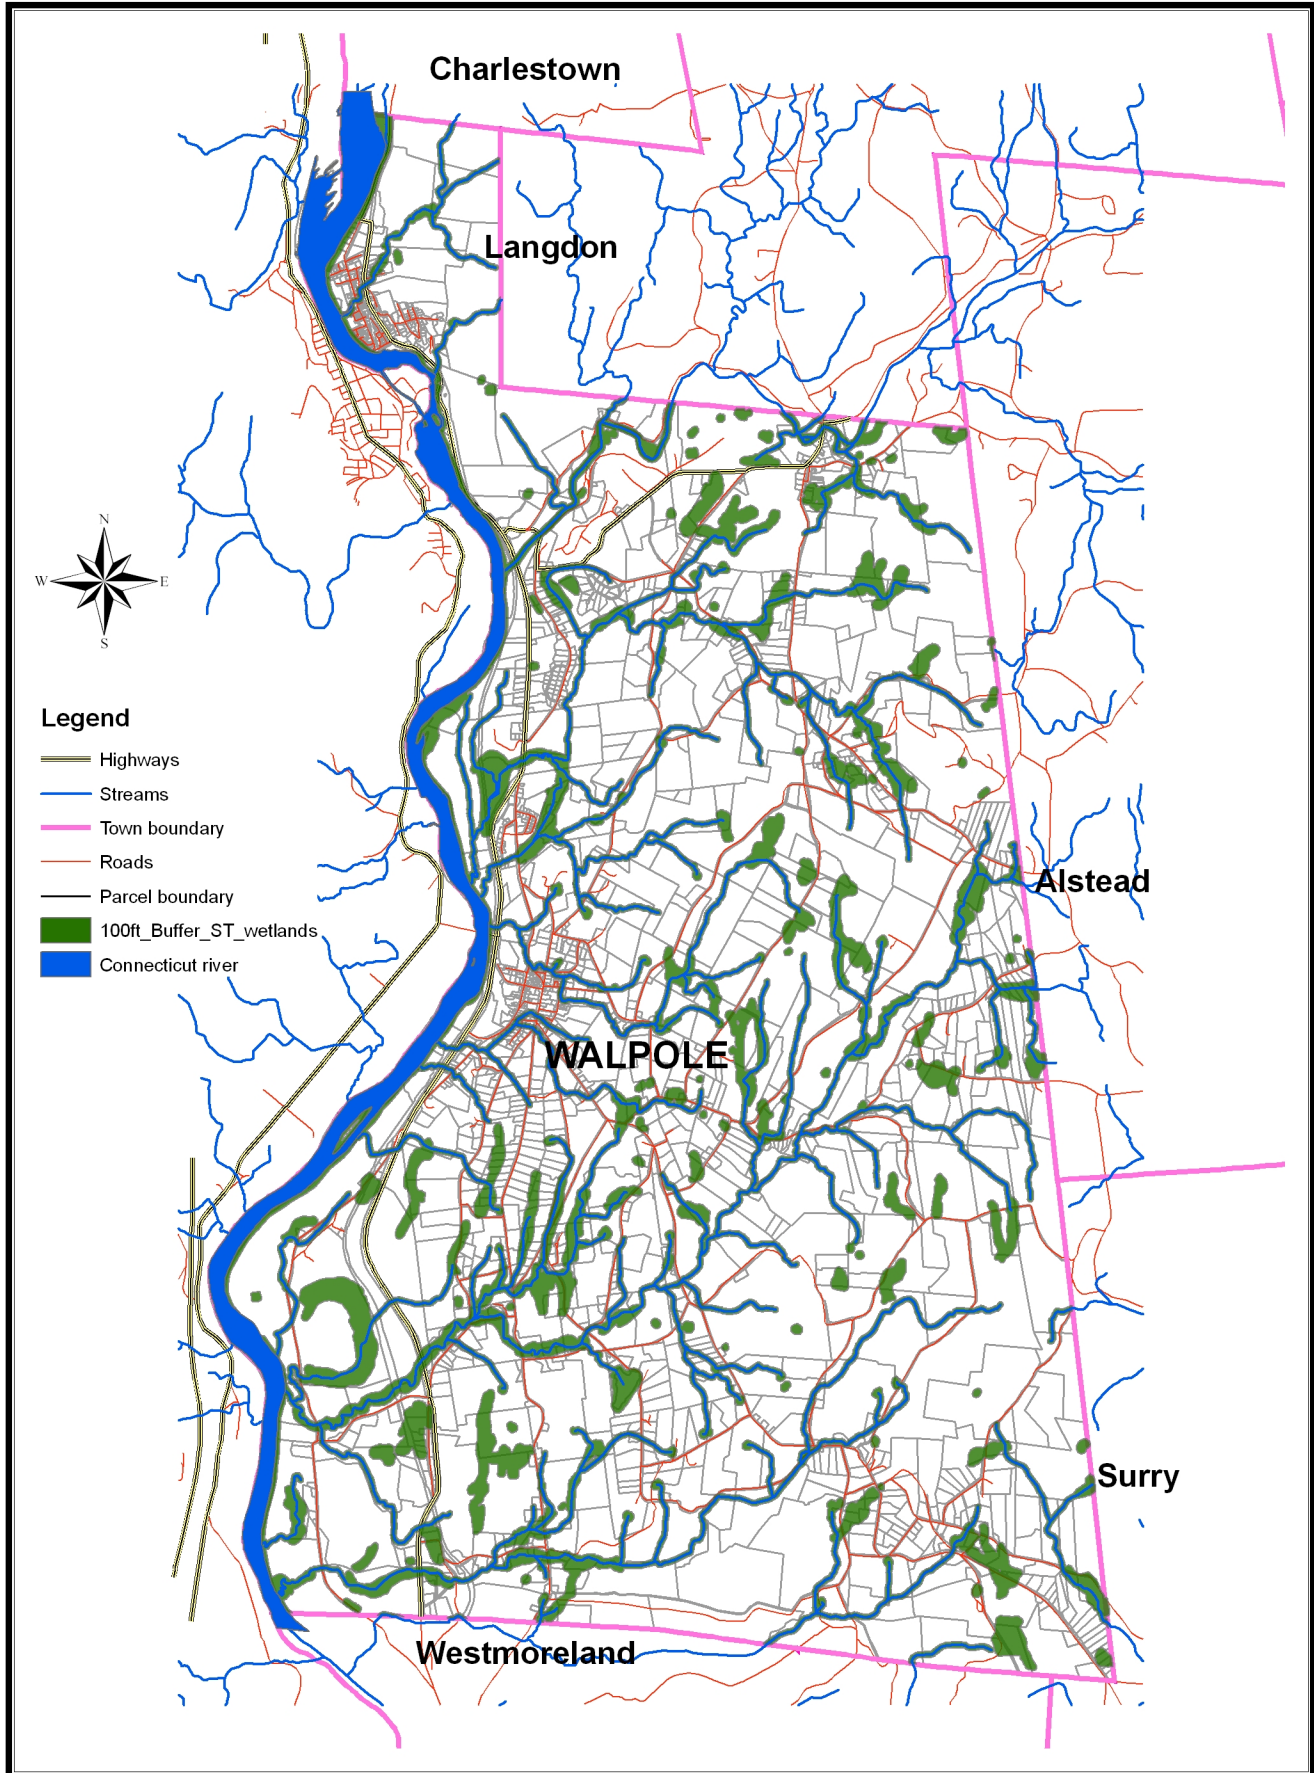 Charlestown
Langdon
N
W
E
S
Legend
Highways
Streams
Town boundary
Roads
Parcel boundary
100ft_Buffer_ST_wetlands
Connecticut river
Alstead
WALPOLE
Surry
Westmoreland